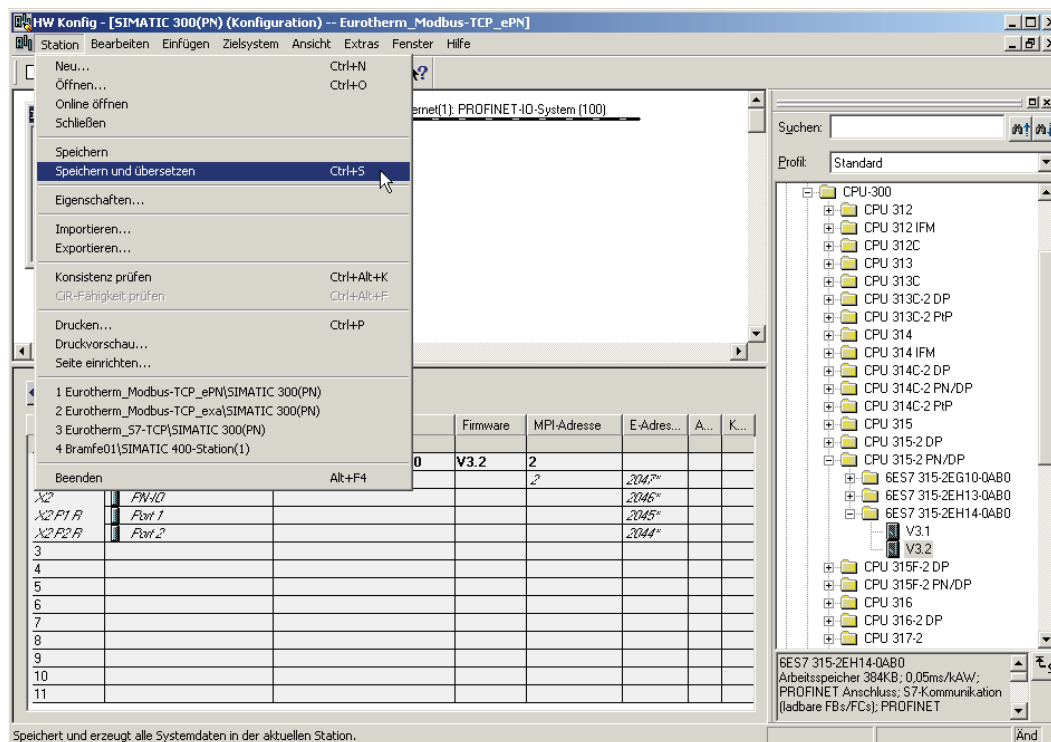 HW Konfig - [SIMATIC 300(PN) (Konfiguration) -- Eurotherm_Modbus-TCP_ePN]
Station Bearbeiten Einfügen Zielsystem Ansicht Extras Fenster Hilfe
Neu... Ctrl+N
Öffnen... Ctrl+O
Online öffnen
Schließen
Speichern
Speichern und übersetzen Ctrl+S
Eigenschaften...
Importieren...
Exportieren...
Konsistenz prüfen Ctrl+Alt+K
CiR-Fähigkeit prüfen Ctrl+Alt+F
Drucken... Ctrl+P
Druckvorschau...
Seite einrichten...
1 Eurotherm_Modbus-TCP_ePN\SIMATIC 300(PN)
2 Eurotherm_Modbus-TCP_exa\SIMATIC 300(PN)
3 Eurotherm_S7-TCP\SIMATIC 300(PN)
4 Bramfe01\SIMATIC 400-Station(1)
Beenden Alt+F4
ernet(1): PROFINET-IO-System (100)
Firmware MPI-Adresse E-Adres... A... K...
0 V3.2 2
2 2047*
X2 PN-IO 2046*
X2 P1 R Port 1 2045*
X2 P2 R Port 2 2044*
3
4
5
6
7
8
9
10
11
Suchen:
Profil: Standard
CPU-300
CPU 312
CPU 312 IFM
CPU 312C
CPU 313
CPU 313C
CPU 313C-2 DP
CPU 313C-2 PtP
CPU 314
CPU 314 IFM
CPU 314C-2 DP
CPU 314C-2 PN/DP
CPU 314C-2 PtP
CPU 315
CPU 315-2 DP
CPU 315-2 PN/DP
6ES7 315-2EG10-0AB0
6ES7 315-2EH13-0AB0
6ES7 315-2EH14-0AB0
V3.1
V3.2
CPU 315F-2 DP
CPU 315F-2 PN/DP
CPU 316
CPU 316-2 DP
CPU 317-2
6ES7 315-2EH14-0AB0
Arbeitsspeicher 384KB; 0,05ms/kAW;
PROFINET Anschluss; S7-Kommunikation
(ladbare FBs/FCs); PROFINET
Speichert und erzeugt alle Systemdaten in der aktuellen Station.
Änd